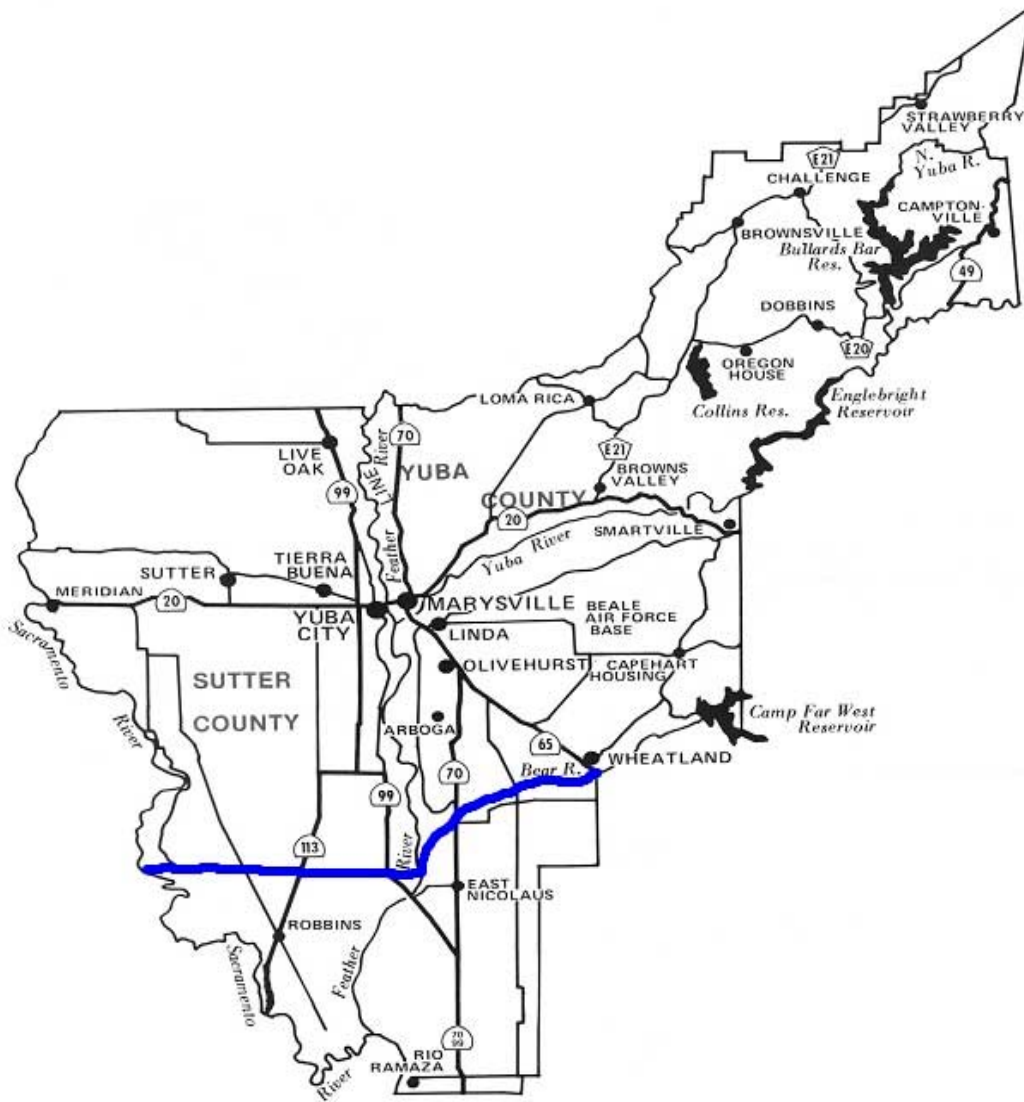 STRAWBERRY
VALLEY
E21
N.
Yuba R.
CHALLENGE
CAMPTON-
VILLE
BROWNSVILLE
Bullards Bar
Res.
49
DOBBINS
E20
OREGON
HOUSE
Englebright
Reservoir
Collins Res.
LOMA RICA
70
River
LINE
LIVE
OAK
YUBA
E21
BROWNS
VALLEY
99
COUNTY
20
SMARTVILLE
Yuba River
Feather
TIERRA
BUENA
SUTTER
MERIDIAN
20
MARYSVILLE
YUBA
CITY
BEALE
AIR FORCE
BASE
LINDA
Sacramento
River
OLIVEHURST
CAPEHART
HOUSING
SUTTER
COUNTY
ARBOGA
Camp Far West
Reservoir
65
WHEATLAND
Bear R.
70
99
113
River
EAST
NICOLAUS
ROBBINS
Sacramento
Feather
River
70
99
RIO
RAMAZA